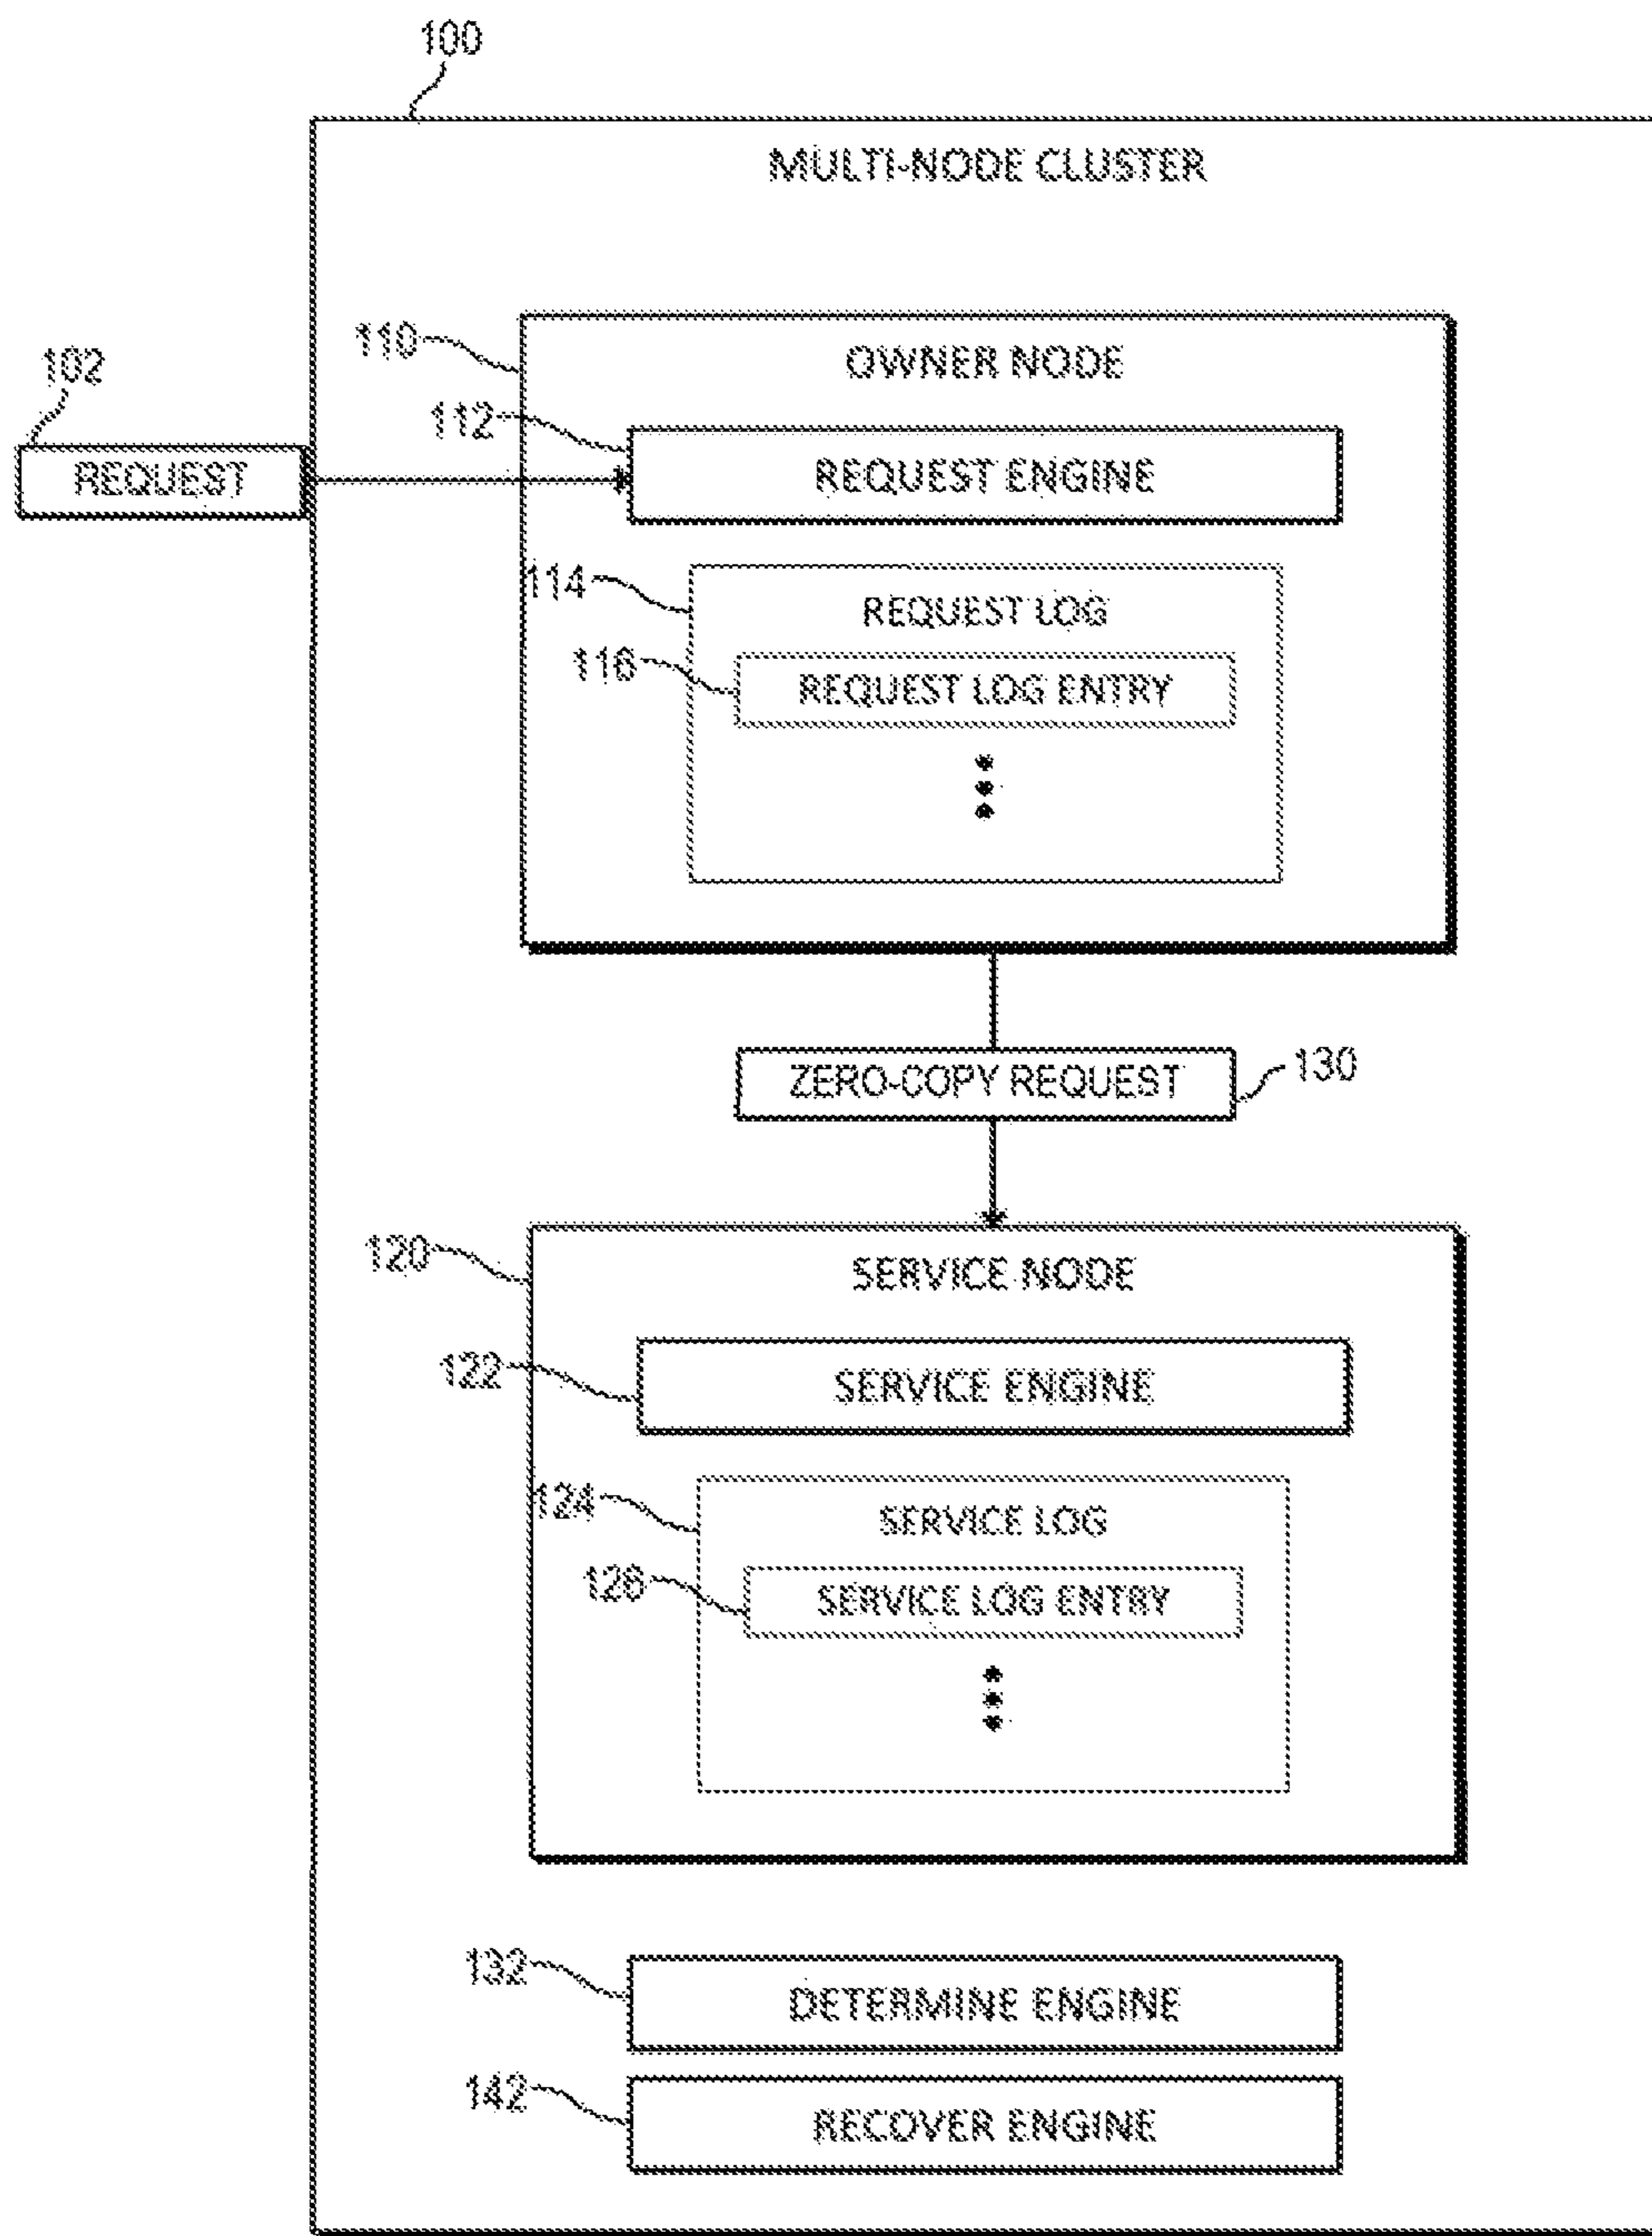 100
MULTI-NODE CLUSTER
110
OWNER NODE
102
112
REQUEST
REQUEST ENGINE
114
REQUEST LOG
116
REQUEST LOG ENTRY
ZERO-COPY REQUEST
130
120
SERVICE NODE
122
SERVICE ENGINE
124
SERVICE LOG
126
SERVICE LOG ENTRY
132
DETERMINE ENGINE
142
RECOVER ENGINE